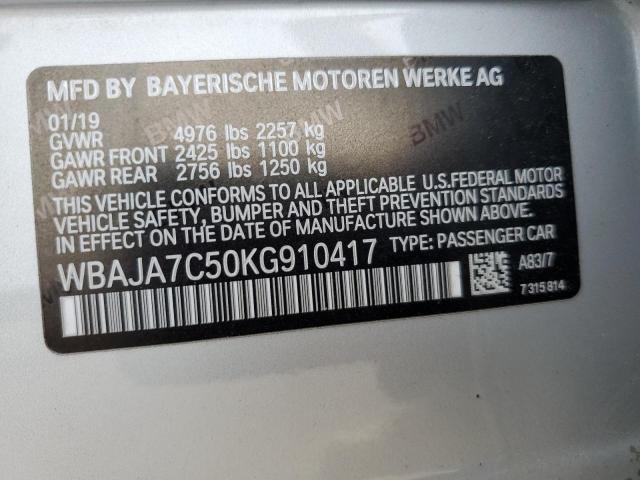 MFD BY BAYERISCHE MOTOREN WERKE AG
01/19
GVWR 4976 lbs 2257 kg
GAWR FRONT 2425 lbs 1100 kg
GAWR REAR 2756 lbs 1250 kg
THIS VEHICLE CONFORMS TO ALL APPLICABLE U.S. FEDERAL MOTOR
VEHICLE SAFETY, BUMPER AND THEFT PREVENTION STANDARDS
IN EFFECT ON THE DATE OF MANUFACTURE SHOWN ABOVE.
WBAJA7C50KG910417 TYPE: PASSENGER CAR
A83/7
7 315 814
BMW